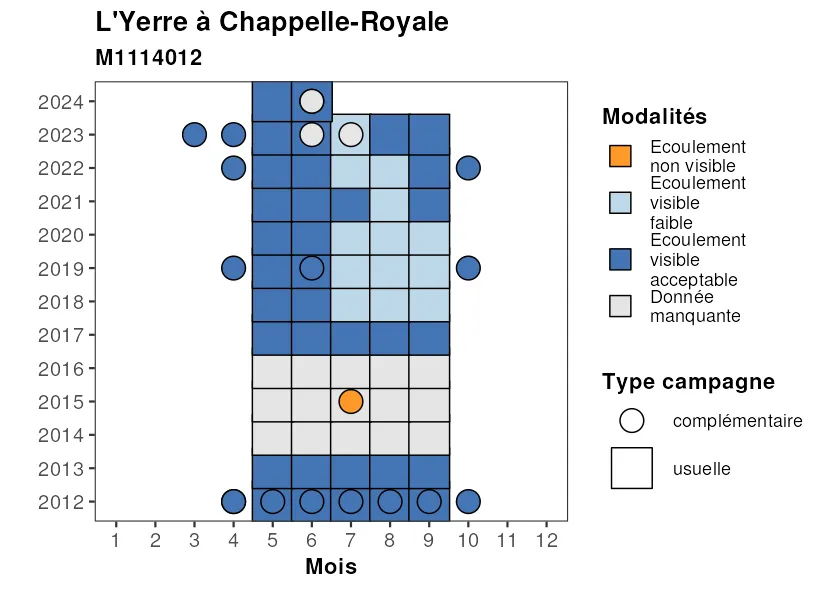 L'Yerre à Chappelle-Royale
M1114012
2024
2023
2022
2021
2020
2019
2018
2017
2016
2015
2014
2013
2012
1 2 3 4 5 6 7 8 9 10 11 12
Mois
Modalités
Ecoulement
non visible
Ecoulement
visible
faible
Ecoulement
visible
acceptable
Donnée
manquante
Type campagne
complémentaire
usuelle